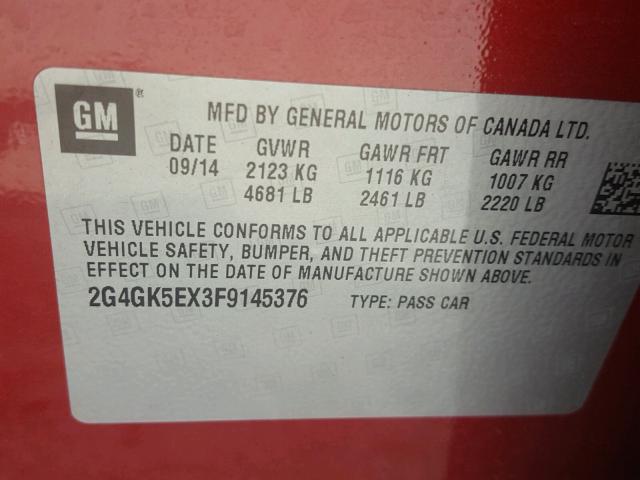 GM ®
MFD BY GENERAL MOTORS OF CANADA LTD.
DATE GVWR GAWR FRT GAWR RR
09/14 2123 KG 1116 KG 1007 KG
4681 LB 2461 LB 2220 LB
THIS VEHICLE CONFORMS TO ALL APPLICABLE U.S. FEDERAL MOTOR
VEHICLE SAFETY, BUMPER, AND THEFT PREVENTION STANDARDS IN
EFFECT ON THE DATE OF MANUFACTURE SHOWN ABOVE.
2G4GK5EX3F9145376 TYPE: PASS CAR